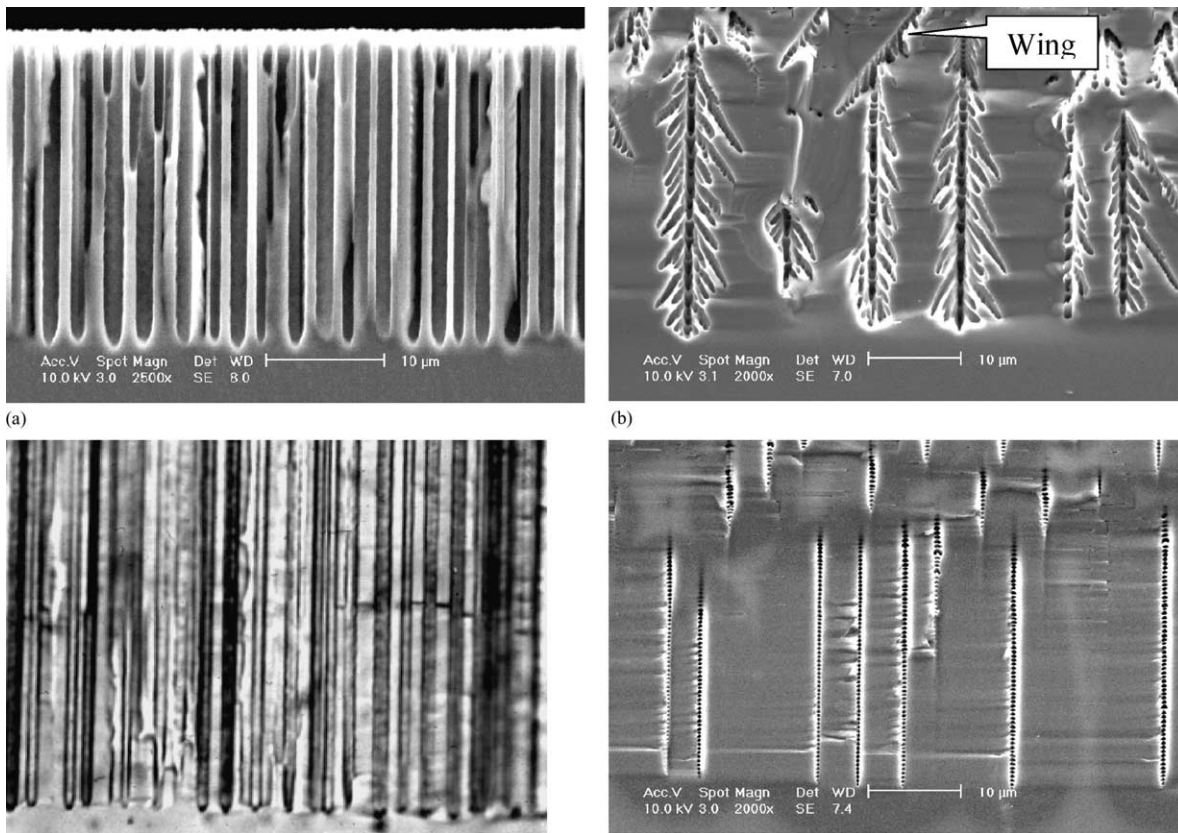 Wing
Acc.V Spot Magn Det WD 10 µm
10.0 kV 3.0 2500x SE 8.0
Acc.V Spot Magn Det WD 10 µm
10.0 kV 3.1 2000x SE 7.0
(a)
(b)
Acc.V Spot Magn Det WD 10 µm
10.0 kV 3.0 2000x SE 7.4